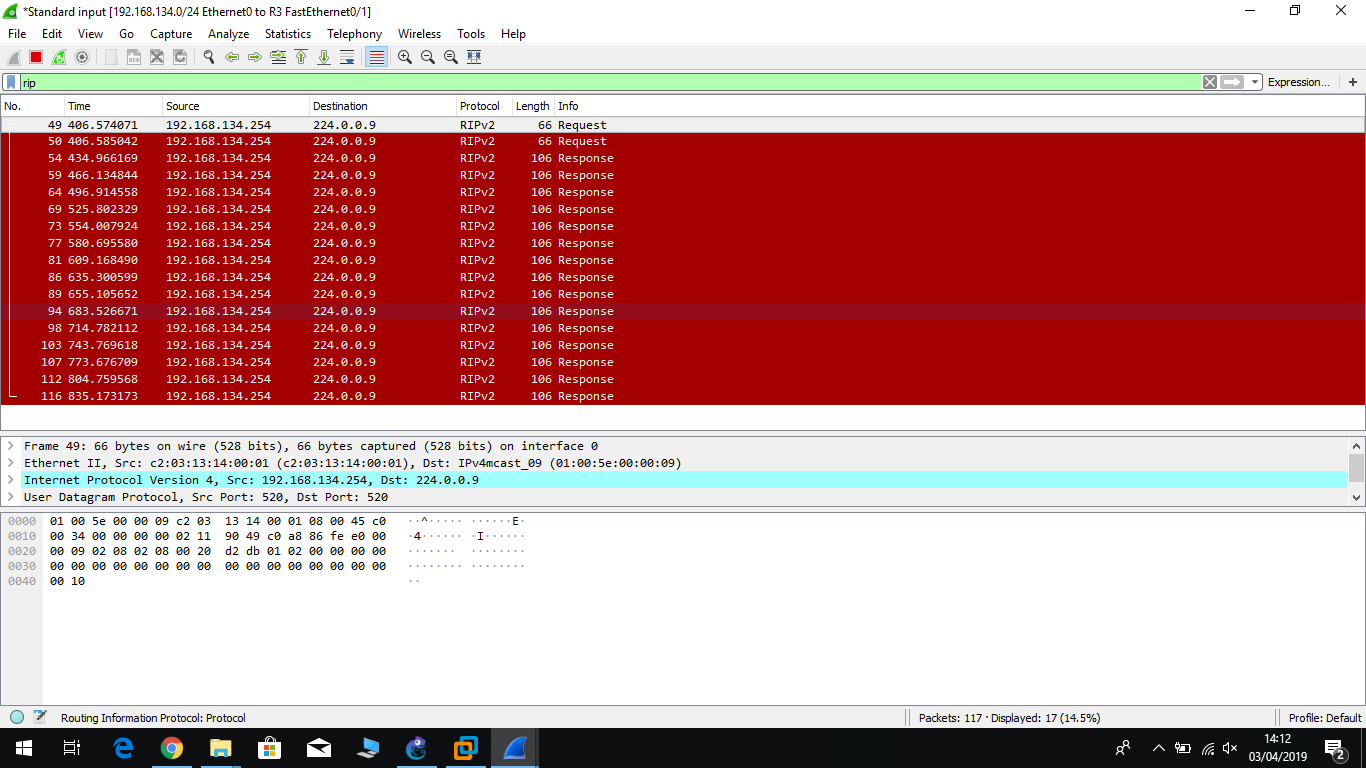 *Standard input [192.168.134.0/24 Ethernet0 to R3 FastEthernet0/1]
File Edit View Go Capture Analyze Statistics Telephony Wireless Tools Help
rip
Expression... +
No. Time Source Destination Protocol Length Info
49 406.574071 192.168.134.254 224.0.0.9 RIPv2 66 Request
50 406.585042 192.168.134.254 224.0.0.9 RIPv2 66 Request
54 434.966169 192.168.134.254 224.0.0.9 RIPv2 106 Response
59 466.134844 192.168.134.254 224.0.0.9 RIPv2 106 Response
64 496.914558 192.168.134.254 224.0.0.9 RIPv2 106 Response
69 525.802329 192.168.134.254 224.0.0.9 RIPv2 106 Response
73 554.007924 192.168.134.254 224.0.0.9 RIPv2 106 Response
77 580.695580 192.168.134.254 224.0.0.9 RIPv2 106 Response
81 609.168490 192.168.134.254 224.0.0.9 RIPv2 106 Response
86 635.300599 192.168.134.254 224.0.0.9 RIPv2 106 Response
89 655.105652 192.168.134.254 224.0.0.9 RIPv2 106 Response
94 683.526671 192.168.134.254 224.0.0.9 RIPv2 106 Response
98 714.782112 192.168.134.254 224.0.0.9 RIPv2 106 Response
103 743.769618 192.168.134.254 224.0.0.9 RIPv2 106 Response
107 773.676709 192.168.134.254 224.0.0.9 RIPv2 106 Response
112 804.759568 192.168.134.254 224.0.0.9 RIPv2 106 Response
116 835.173173 192.168.134.254 224.0.0.9 RIPv2 106 Response
Frame 49: 66 bytes on wire (528 bits), 66 bytes captured (528 bits) on interface 0
Ethernet II, Src: c2:03:13:14:00:01 (c2:03:13:14:00:01), Dst: IPv4mcast_09 (01:00:5e:00:00:09)
Internet Protocol Version 4, Src: 192.168.134.254, Dst: 224.0.0.9
User Datagram Protocol, Src Port: 520, Dst Port: 520
0000 01 00 5e 00 00 09 c2 03 13 14 00 01 08 00 45 c0 ··^····· ······E·
0010 00 34 00 00 00 00 02 11 90 49 c0 a8 86 fe e0 00 ·4······ ·I······
0020 00 09 02 08 02 08 00 20 d2 db 01 02 00 00 00 00 ······· ········
0030 00 00 00 00 00 00 00 00 00 00 00 00 00 00 00 00 ········ ········
0040 00 10 ··
Routing Information Protocol: Protocol
Packets: 117 · Displayed: 17 (14.5%)
Profile: Default
14:12
03/04/2019
2